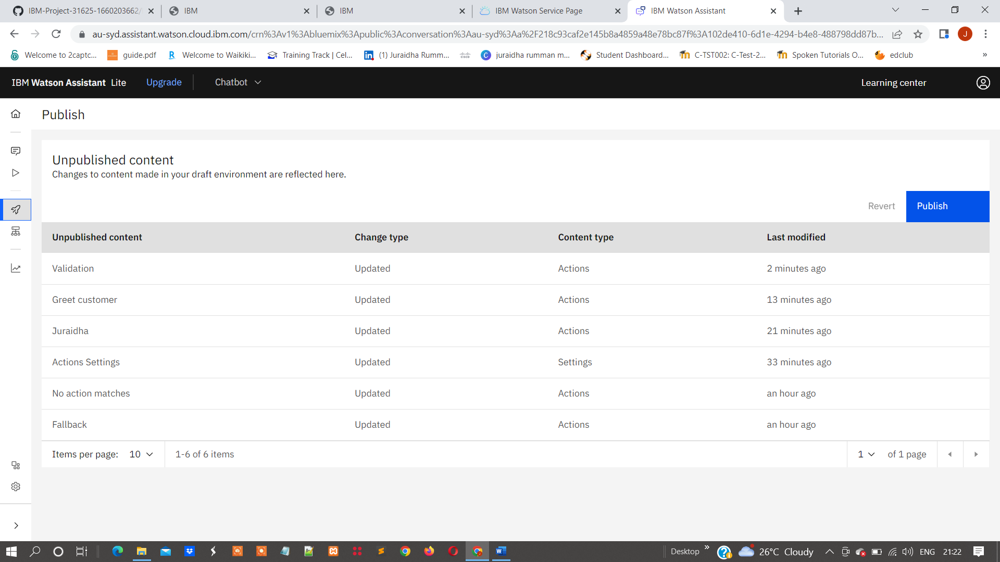 IBM-Project-31625-1660203662/
IBM
IBM
IBM Watson Service Page
IBM Watson Assistant
au-syd.assistant.watson.cloud.ibm.com/crn%3Av1%3Abluemix%3Apublic%3Aconversation%3Aau-syd%3Aa%2F218c93caf2e145b8a4859a48e78bc87f%3A102de410-6d1e-4294-b4e8-488798dd87b...
J
Welcome to 2captc...
guide.pdf
R Welcome to Waikiki...
Training Track | Cel...
in (1) Juraidha Rumm...
cisco
C juraidha rumman m...
Student Dashboard...
C-TST002: C-Test-2...
Spoken Tutorials O...
edclub
»
IBM Watson Assistant Lite
Upgrade
Chatbot
Learning center
Publish
Unpublished content
Changes to content made in your draft environment are reflected here.
Revert
Publish
Unpublished content Change type Content type Last modified
Validation Updated Actions 2 minutes ago
Greet customer Updated Actions 13 minutes ago
Juraidha Updated Actions 21 minutes ago
Actions Settings Updated Settings 33 minutes ago
No action matches Updated Actions an hour ago
Fallback Updated Actions an hour ago
Items per page: 10
1-6 of 6 items
1 of 1 page
Desktop »
26°C Cloudy
ENG
21:22